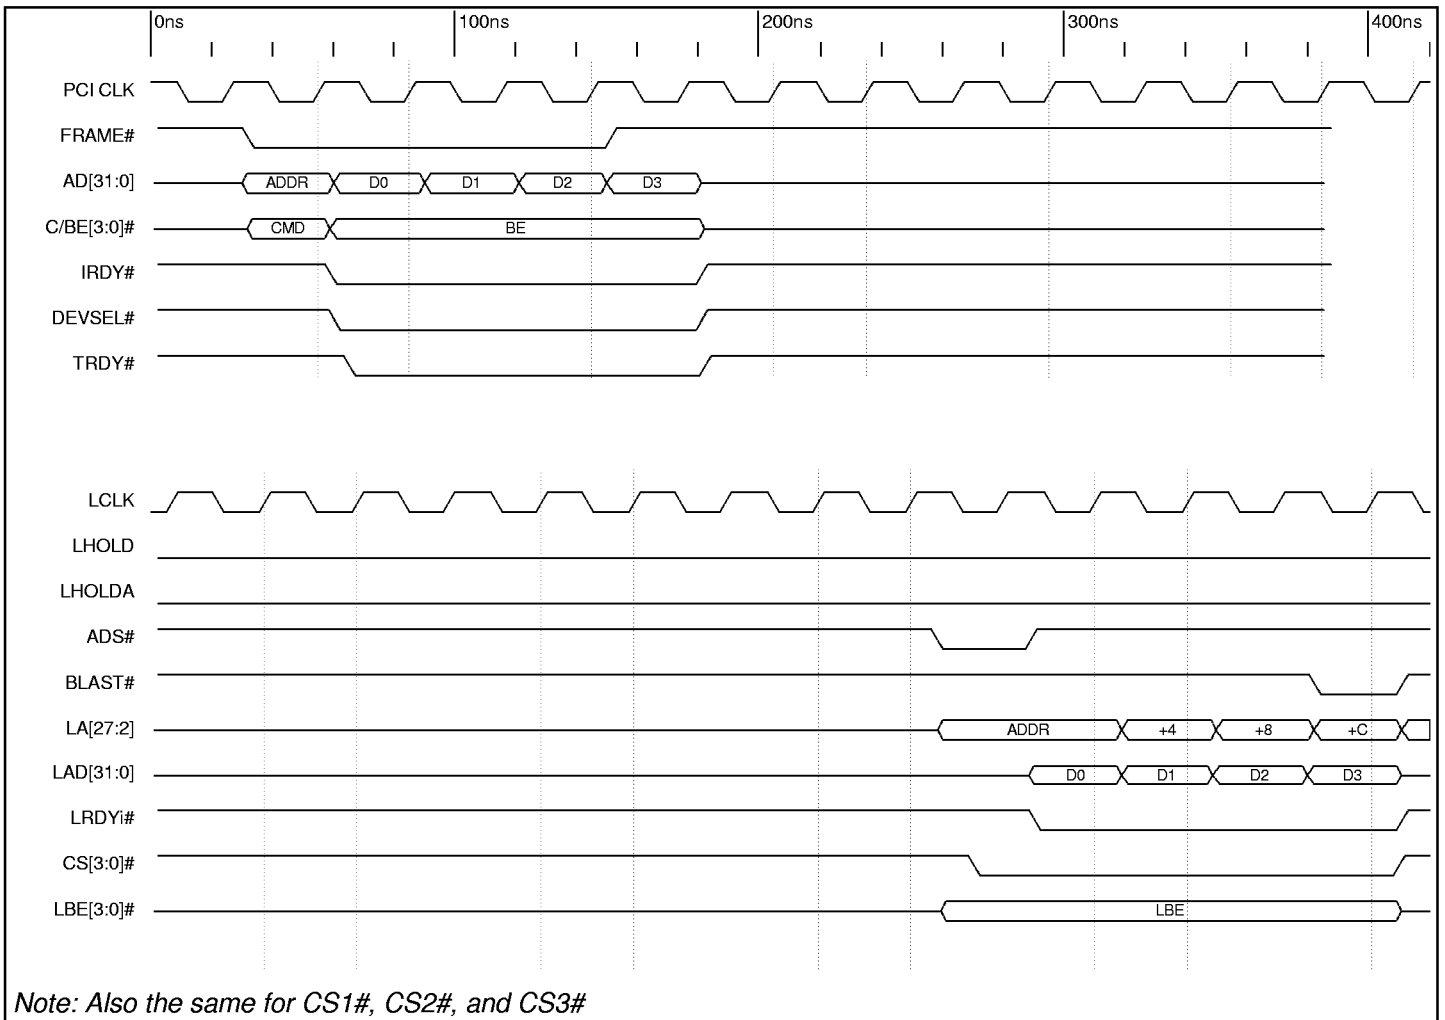 0ns 100ns 200ns 300ns 400ns
PCI CLK
FRAME#
AD[31:0] ADDR D0 D1 D2 D3
C/BE[3:0]# CMD BE
IRDY#
DEVSEL#
TRDY#
LCLK
LHOLD
LHOLDA
ADS#
BLAST#
LA[27:2] ADDR +4 +8 +C
LAD[31:0] D0 D1 D2 D3
LRDYi#
CS[3:0]#
LBE[3:0]# LBE
Note: Also the same for CS1#, CS2#, and CS3#